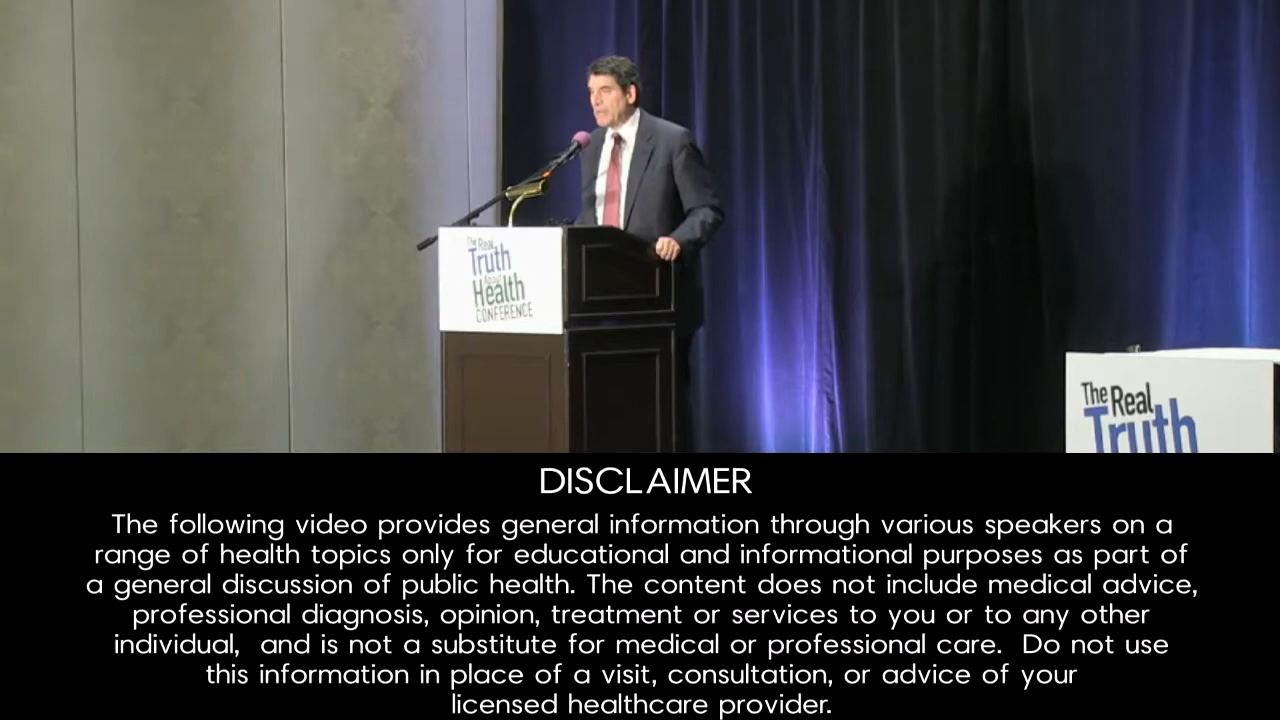 The Real
Truth
About
Health
CONFERENCE
The Real
Truth
DISCLAIMER
The following video provides general information through various speakers on a
range of health topics only for educational and informational purposes as part of
a general discussion of public health. The content does not include medical advice,
professional diagnosis, opinion, treatment or services to you or to any other
individual,  and is not a substitute for medical or professional care.  Do not use
this information in place of a visit, consultation, or advice of your
licensed healthcare provider.